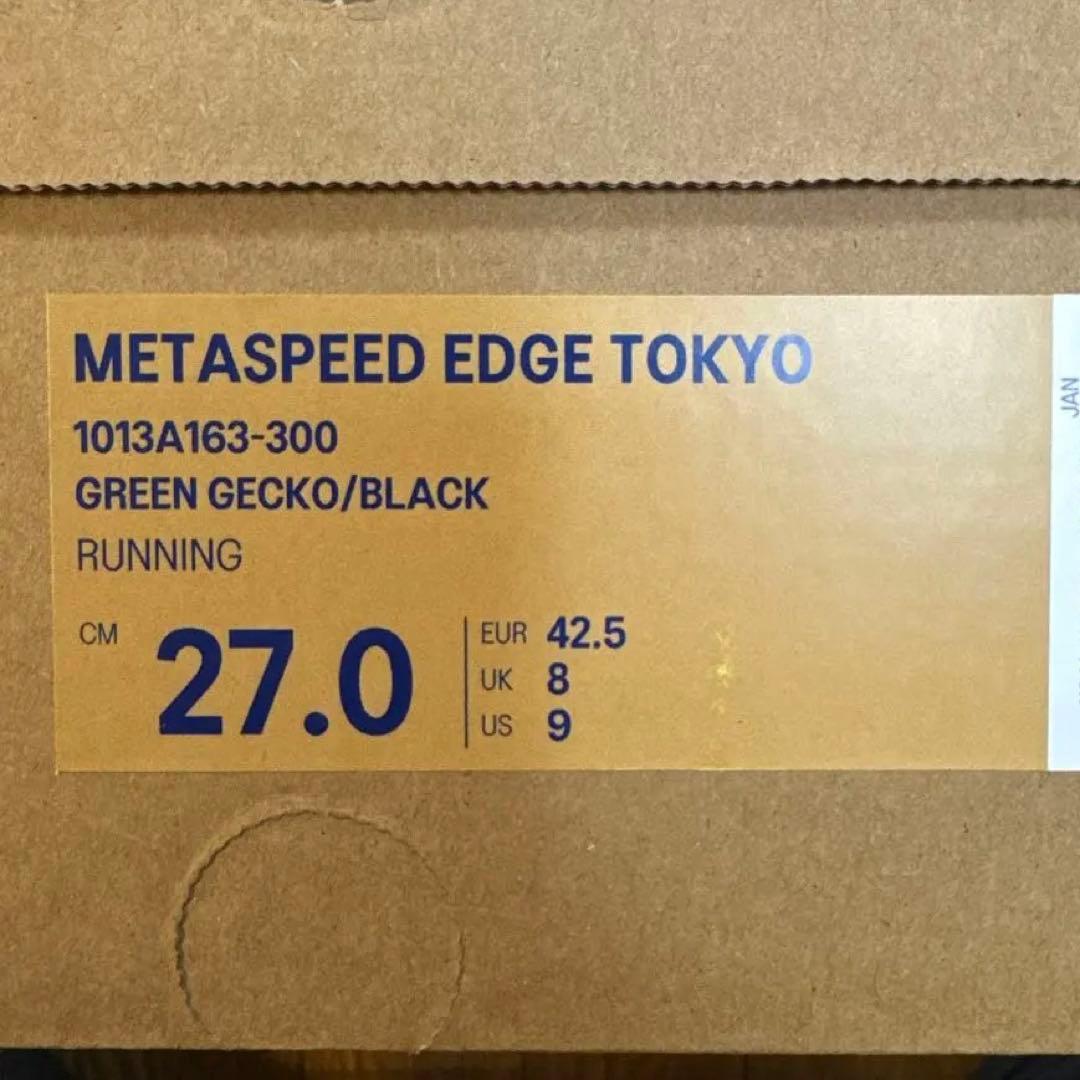 METASPEED EDGE TOKYO
1013A163-300
GREEN GECKO/BLACK
RUNNING
CM 27.0
EUR 42.5
UK 8
US 9
JAN